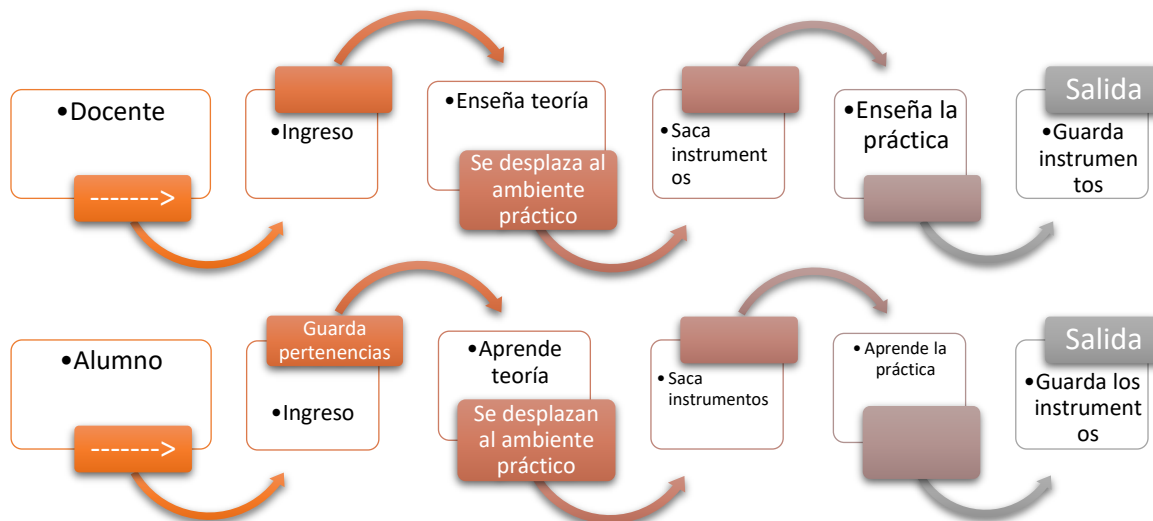 •Docente
------->
•Ingreso
•Enseña teoría
Se desplaza al
ambiente
práctico
•Saca
instrument
os
•Enseña la
práctica
Salida
•Guarda
instrumen
tos
•Alumno
------->
Guarda
pertenencias
•Ingreso
•Aprende
teoría
Se desplazan
al ambiente
práctico
•Saca
instrumentos
•Aprende la
práctica
Salida
•Guarda los
instrument
os